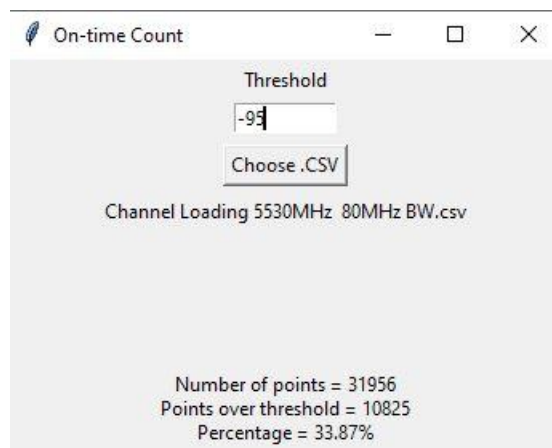 On-time Count
Threshold
-95
Choose .CSV
Channel Loading 5530MHz  80MHz BW.csv
Number of points = 31956
Points over threshold = 10825
Percentage = 33.87%